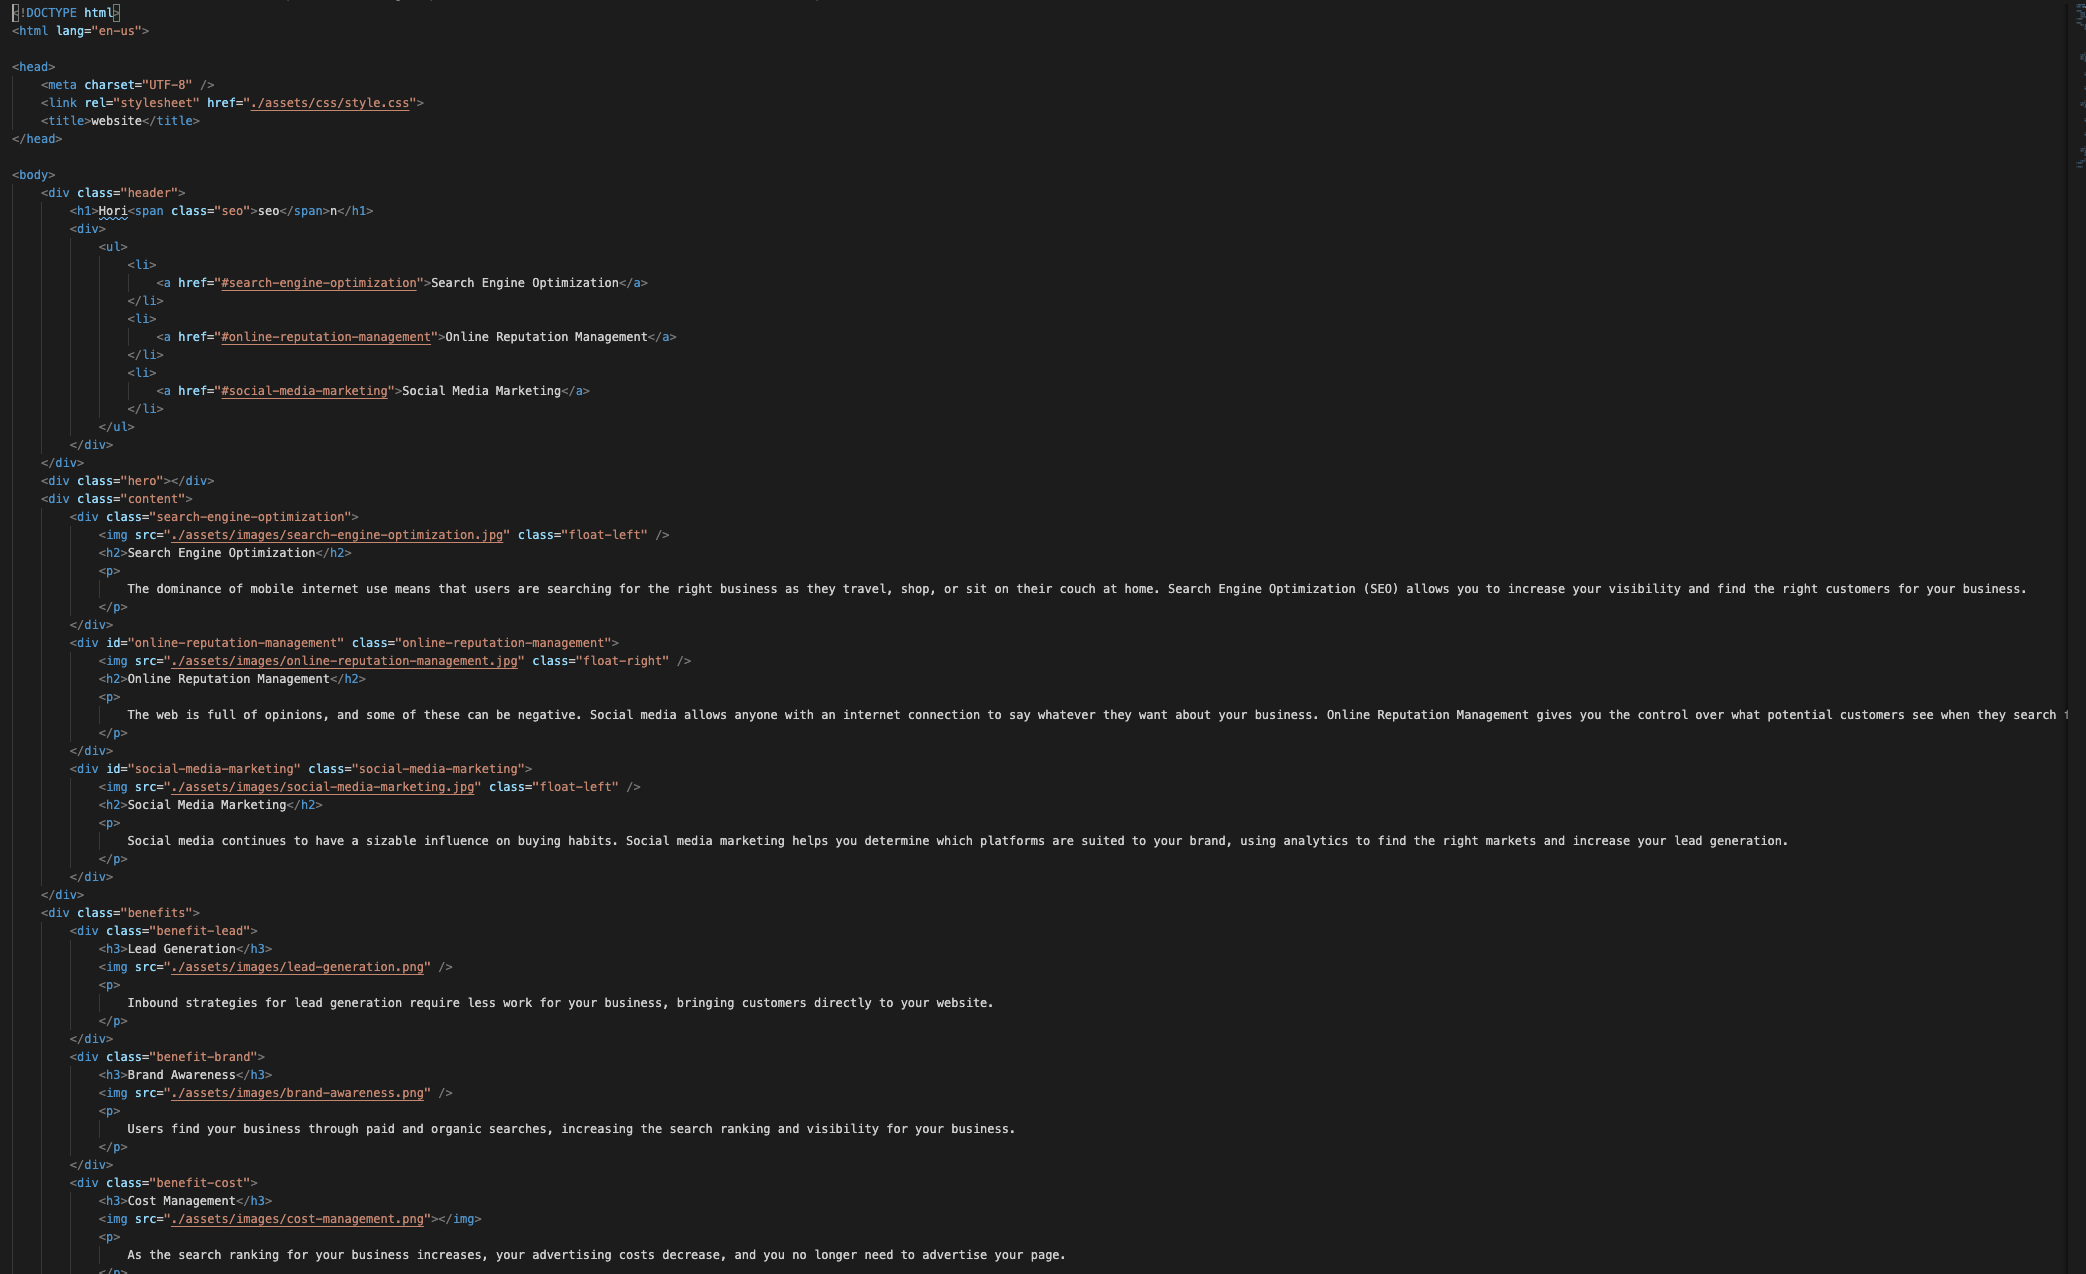 <!DOCTYPE html>
<html lang="en-us">
<head>
<meta charset="UTF-8" />
<link rel="stylesheet" href="./assets/css/style.css">
<title>website</title>
</head>
<body>
<div class="header">
<h1>Hori<span class="seo">seo</span>n</h1>
<div>
<ul>
<li>
<a href="#search-engine-optimization">Search Engine Optimization</a>
</li>
<li>
<a href="#online-reputation-management">Online Reputation Management</a>
</li>
<li>
<a href="#social-media-marketing">Social Media Marketing</a>
</li>
</ul>
</div>
</div>
<div class="hero"></div>
<div class="content">
<div class="search-engine-optimization">
<img src="./assets/images/search-engine-optimization.jpg" class="float-left" />
<h2>Search Engine Optimization</h2>
<p>
The dominance of mobile internet use means that users are searching for the right business as they travel, shop, or sit on their couch at home. Search Engine Optimization (SEO) allows you to increase your visibility and find the right customers for your business.
</p>
</div>
<div id="online-reputation-management" class="online-reputation-management">
<img src="./assets/images/online-reputation-management.jpg" class="float-right" />
<h2>Online Reputation Management</h2>
<p>
The web is full of opinions, and some of these can be negative. Social media allows anyone with an internet connection to say whatever they want about your business. Online Reputation Management gives you the control over what potential customers see when they search
</p>
</div>
<div id="social-media-marketing" class="social-media-marketing">
<img src="./assets/images/social-media-marketing.jpg" class="float-left" />
<h2>Social Media Marketing</h2>
<p>
Social media continues to have a sizable influence on buying habits. Social media marketing helps you determine which platforms are suited to your brand, using analytics to find the right markets and increase your lead generation.
</p>
</div>
</div>
<div class="benefits">
<div class="benefit-lead">
<h3>Lead Generation</h3>
<img src="./assets/images/lead-generation.png" />
<p>
Inbound strategies for lead generation require less work for your business, bringing customers directly to your website.
</p>
</div>
<div class="benefit-brand">
<h3>Brand Awareness</h3>
<img src="./assets/images/brand-awareness.png" />
<p>
Users find your business through paid and organic searches, increasing the search ranking and visibility for your business.
</p>
</div>
<div class="benefit-cost">
<h3>Cost Management</h3>
<img src="./assets/images/cost-management.png"></img>
<p>
As the search ranking for your business increases, your advertising costs decrease, and you no longer need to advertise your page.
</p>